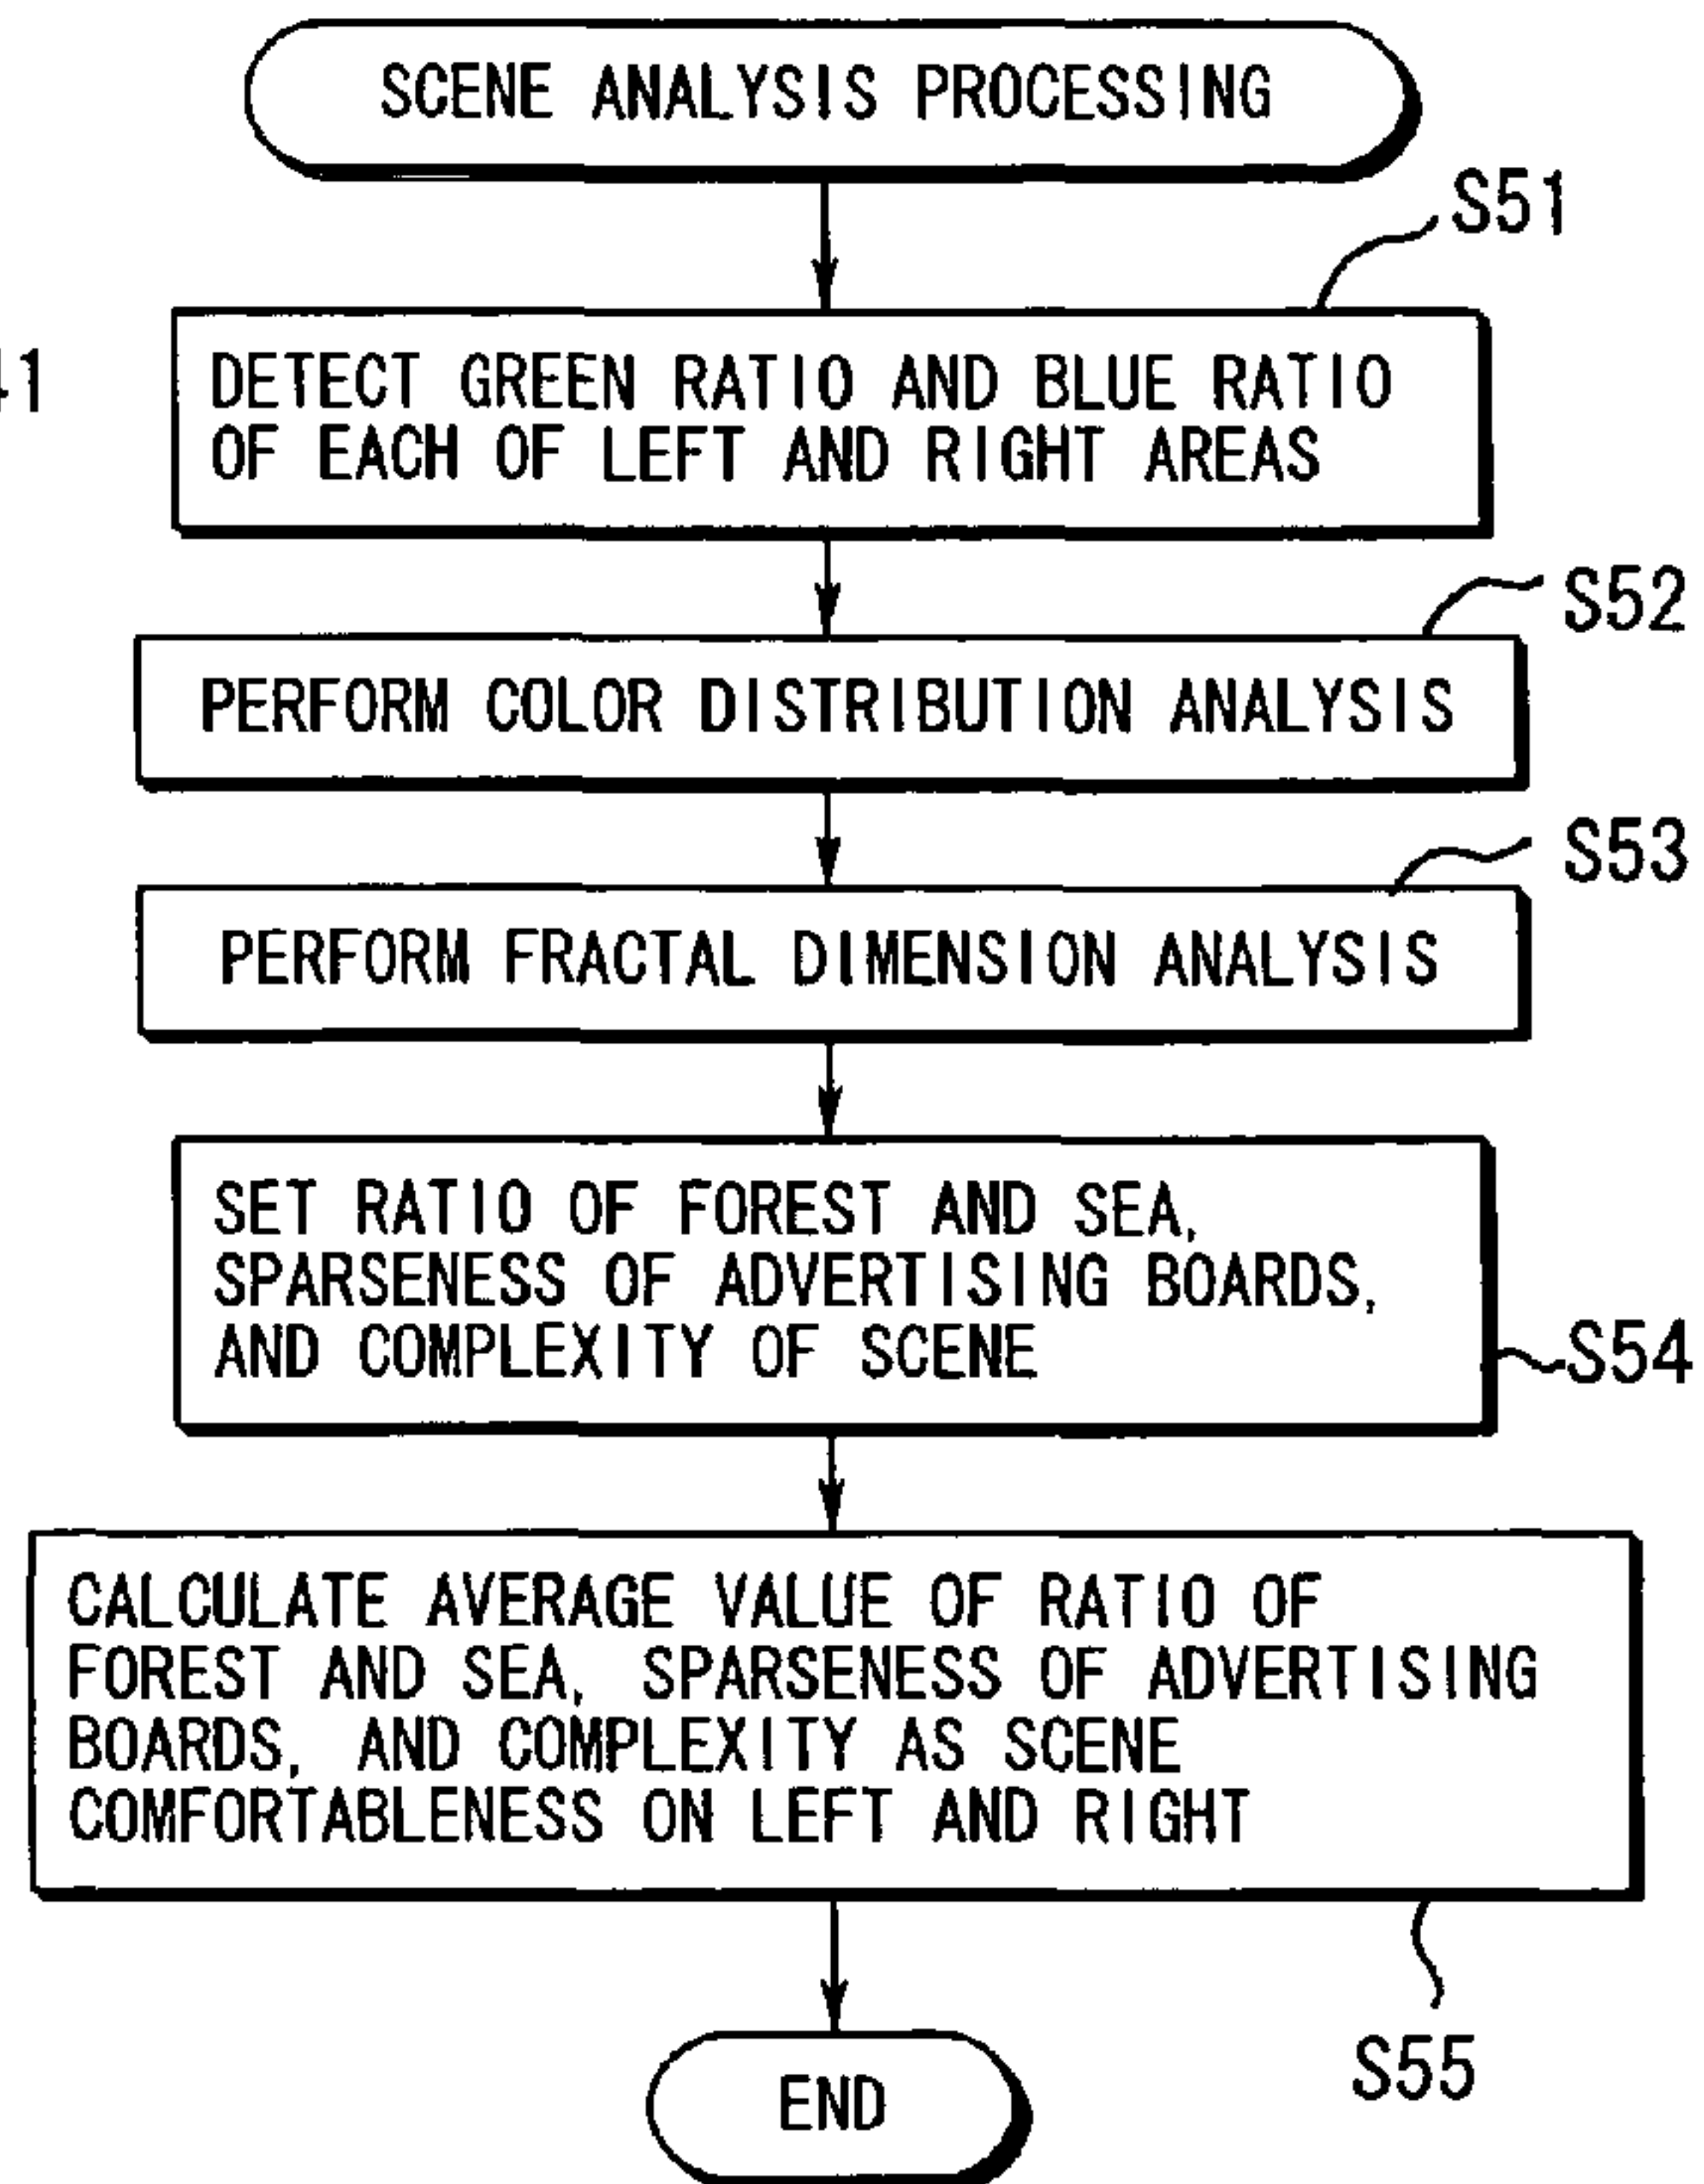 SCENE ANALYSIS PROCESSING
S51
41
DETECT GREEN RATIO AND BLUE RATIO
OF EACH OF LEFT AND RIGHT AREAS
S52
PERFORM COLOR DISTRIBUTION ANALYSIS
S53
PERFORM FRACTAL DIMENSION ANALYSIS
SET RATIO OF FOREST AND SEA,
SPARSENESS OF ADVERTISING BOARDS,
AND COMPLEXITY OF SCENE
S54
CALCULATE AVERAGE VALUE OF RATIO OF
FOREST AND SEA, SPARSENESS OF ADVERTISING
BOARDS, AND COMPLEXITY AS SCENE
COMFORTABLENESS ON LEFT AND RIGHT
S55
END